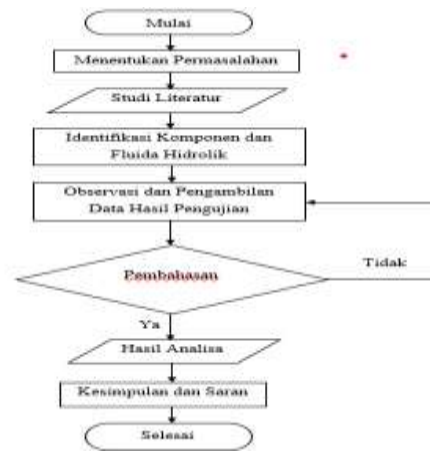 Mulai
Menentukan Permasalahan
Studi Literatur
Identifikasi Komponen dan
Fluida Hidrolik
Observasi dan Pengambilan
Data Hasil Pengujian
Pembahasan
Tidak
Ya
Hasil Analisa
Kesimpulan dan Saran
Selesai